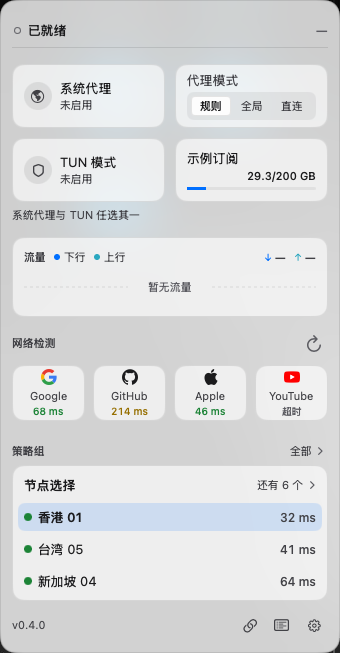 已就绪
系统代理
未启用
代理模式
规则 全局 直连
TUN 模式
未启用
示例订阅
29.3/200 GB
系统代理与 TUN 任选其一
流量 下行 上行 ↓ — ↑ —
暂无流量
网络检测
Google GitHub Apple YouTube
68 ms 214 ms 46 ms 超时
策略组 全部
节点选择 还有 6 个
香港 01 32 ms
台湾 05 41 ms
新加坡 04 64 ms
v0.4.0